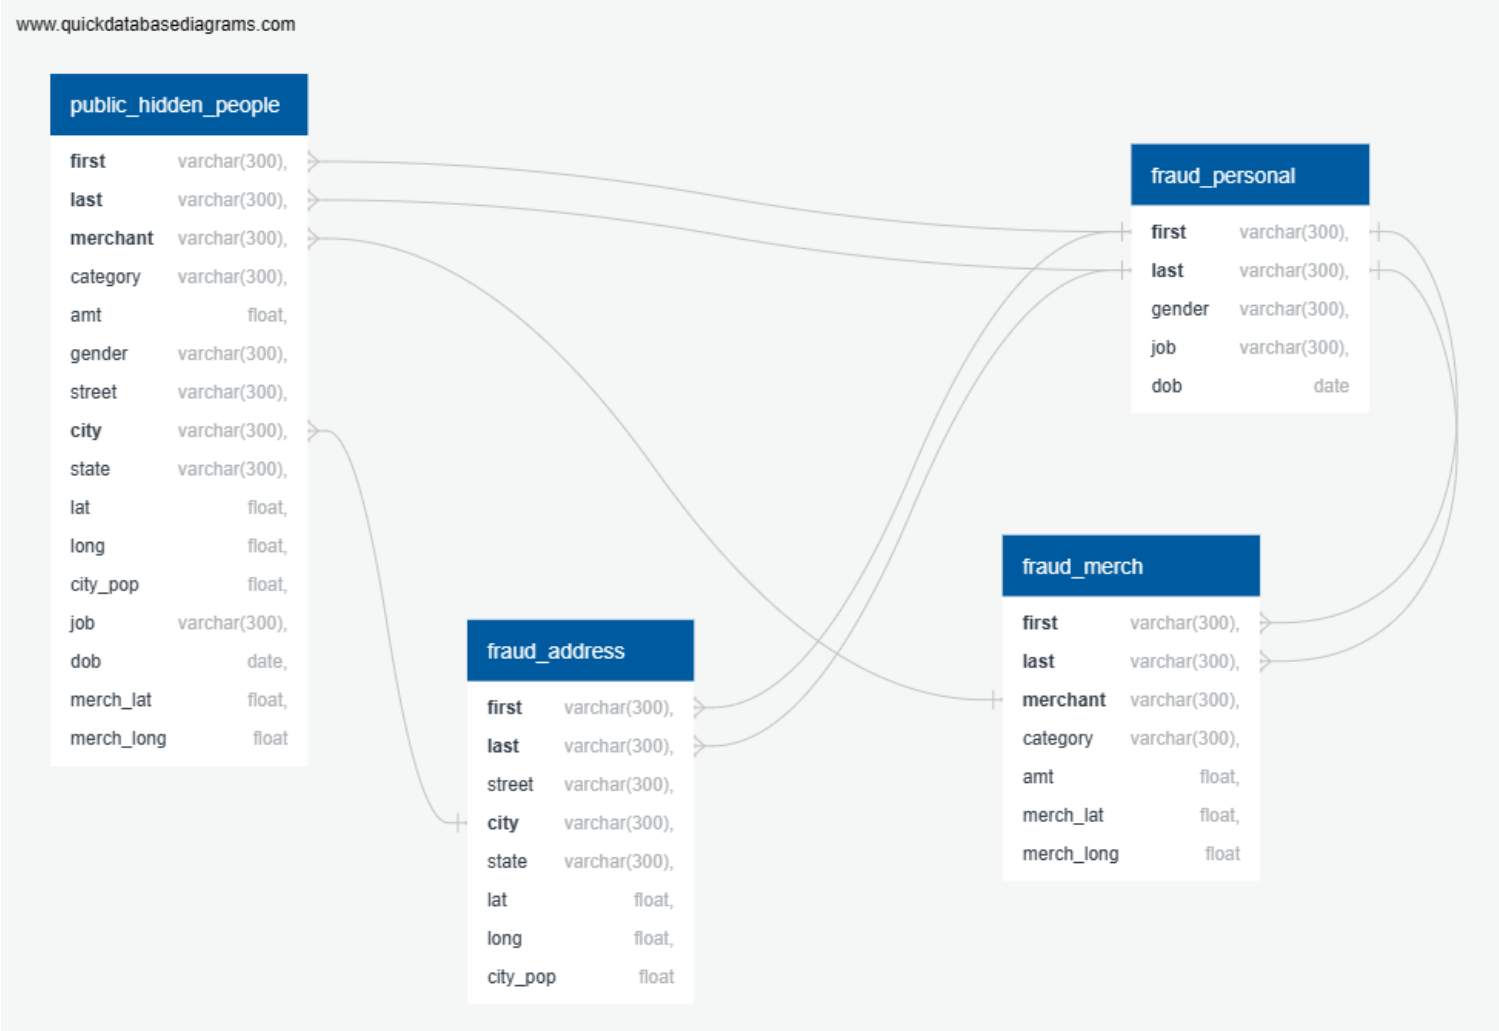 www.quickdatabasediagrams.com
public_hidden_people
first varchar(300),
last varchar(300),
merchant varchar(300),
category varchar(300),
amt float,
gender varchar(300),
street varchar(300),
city varchar(300),
state varchar(300),
lat float,
long float,
city_pop float,
job varchar(300),
dob date,
merch_lat float,
merch_long float
fraud_address
first varchar(300),
last varchar(300),
street varchar(300),
city varchar(300),
state varchar(300),
lat float,
long float,
city_pop float
fraud_personal
first varchar(300),
last varchar(300),
gender varchar(300),
job varchar(300),
dob date
fraud_merch
first varchar(300),
last varchar(300),
merchant varchar(300),
category varchar(300),
amt float,
merch_lat float,
merch_long float